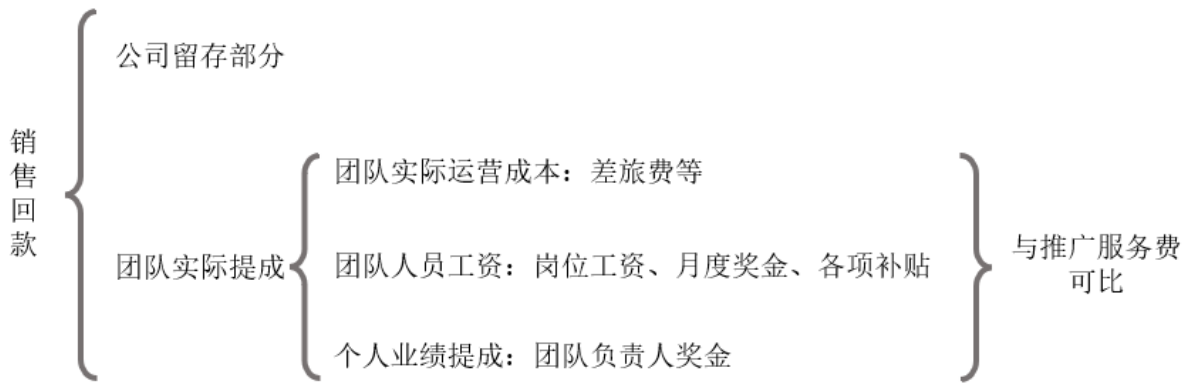 销售回款
公司留存部分
团队实际提成
团队实际运营成本：差旅费等
团队人员工资：岗位工资、月度奖金、各项补贴
个人业绩提成：团队负责人奖金
与推广服务费
可比